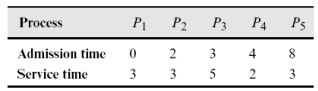 Process P1 P2 P3 P4 P5
Admission time 0 2 3 4 8
Service time 3 3 5 2 3